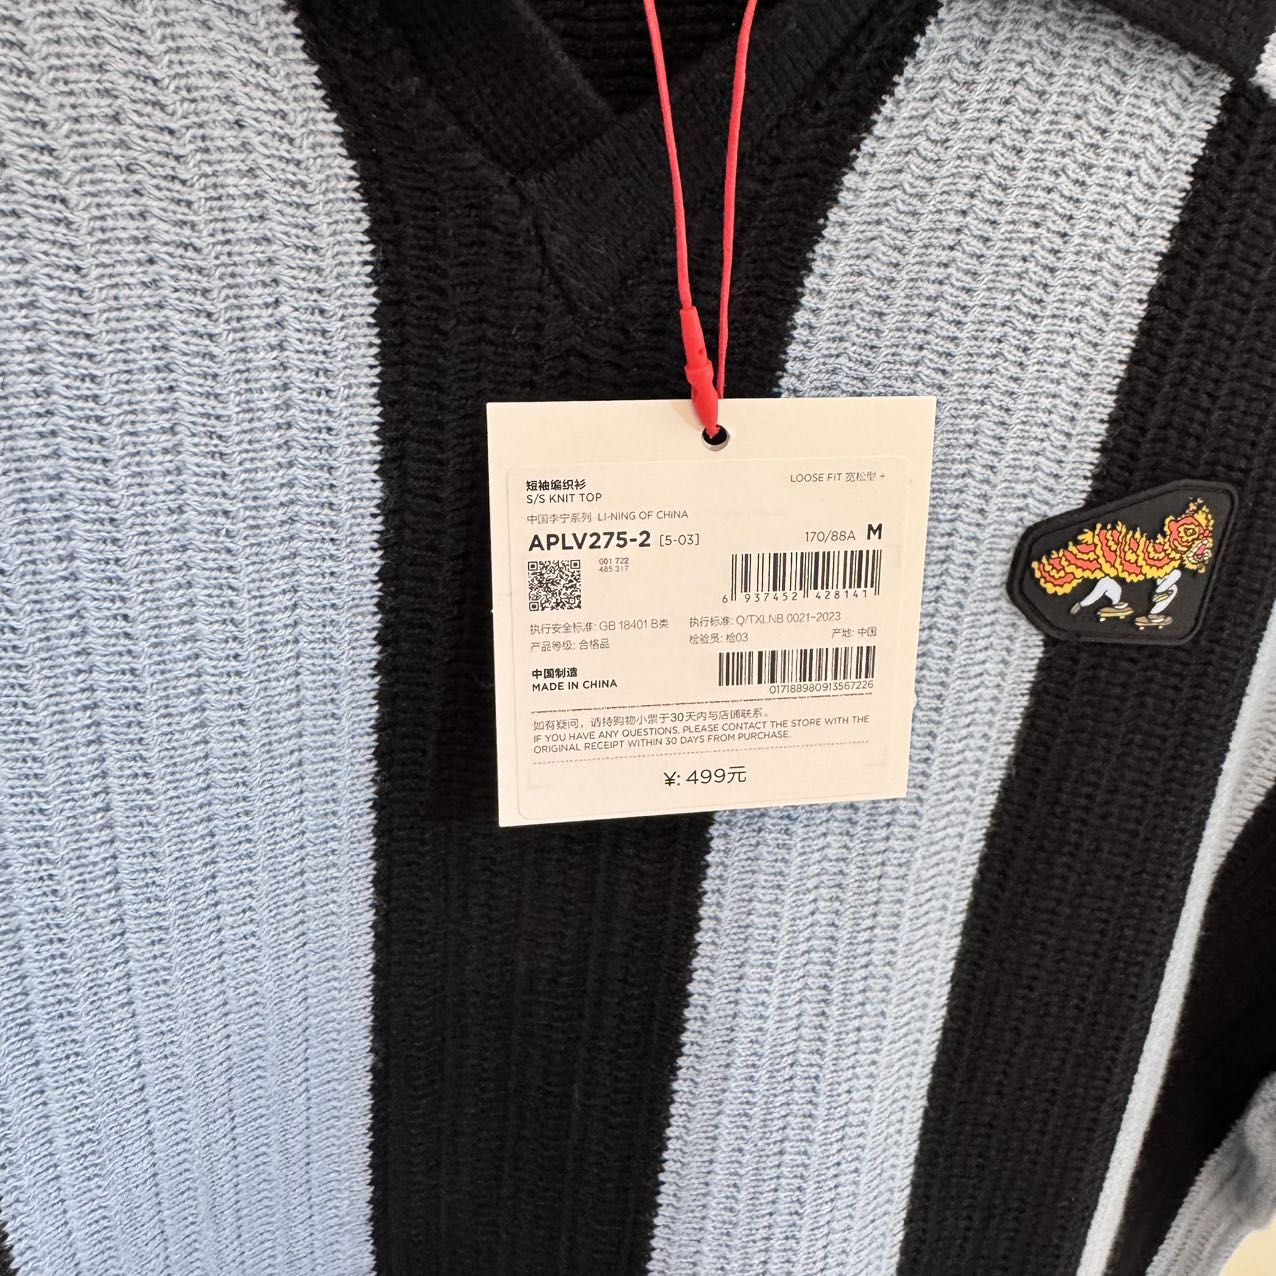 短袖编织衫
S/S KNIT TOP
LOOSE FIT 宽松型 +
中国李宁系列 LI-NING OF CHINA
APLV275-2 [5-03]
170/88A M
001 722
485 317
6 937452 428141
执行安全标准: GB 18401 B类
执行标准: Q/TXLNB 0021-2023
产品等级: 合格品
检验员: 检03
产地: 中国
中国制造
MADE IN CHINA
017188980913567226
如有疑问，请持购物小票于30天内与店铺联系。
IF YOU HAVE ANY QUESTIONS, PLEASE CONTACT THE STORE WITH THE
ORIGINAL RECEIPT WITHIN 30 DAYS FROM PURCHASE.
¥: 499元